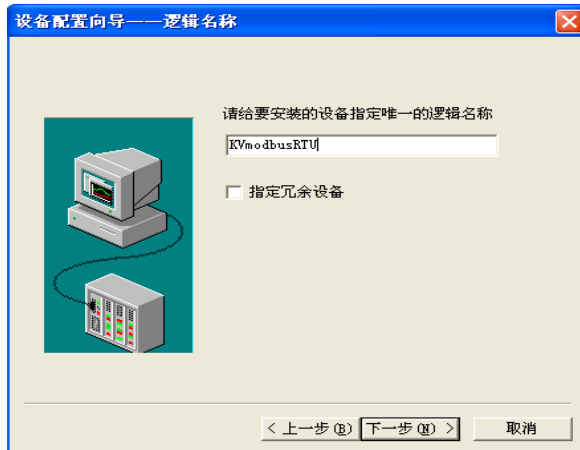 设备配置向导——逻辑名称
请给要安装的设备指定唯一的逻辑名称
KVmodbusRTU
指定冗余设备
< 上一步(B) 下一步(N) > 取消